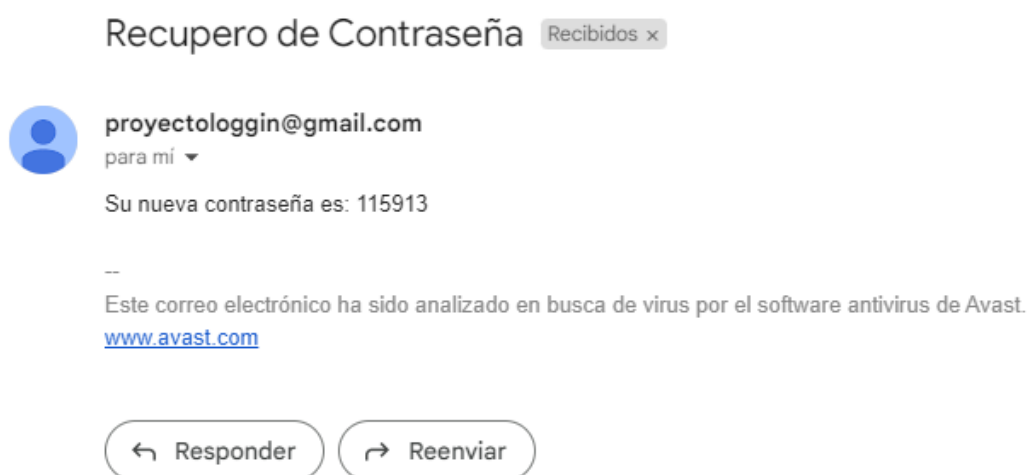 Recupero de Contraseña Recibidos ×
proyectologgin@gmail.com
para mí
Su nueva contraseña es: 115913
--
Este correo electrónico ha sido analizado en busca de virus por el software antivirus de Avast.
www.avast.com
Responder Reenviar